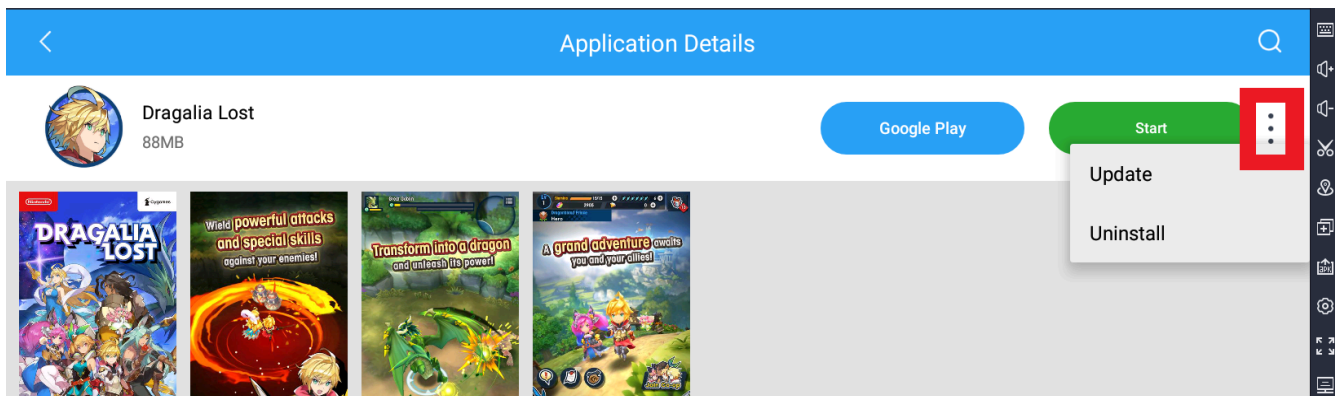 Application Details
Dragalia Lost
88MB
Google Play
Start
Update
Uninstall
Nintendo
Cygames
DRAGALIA
LOST
Wield powerful attacks
and special skills
against your enemies!
Transform into a dragon
and unleash its power!
A grand adventure awaits
you and your allies!